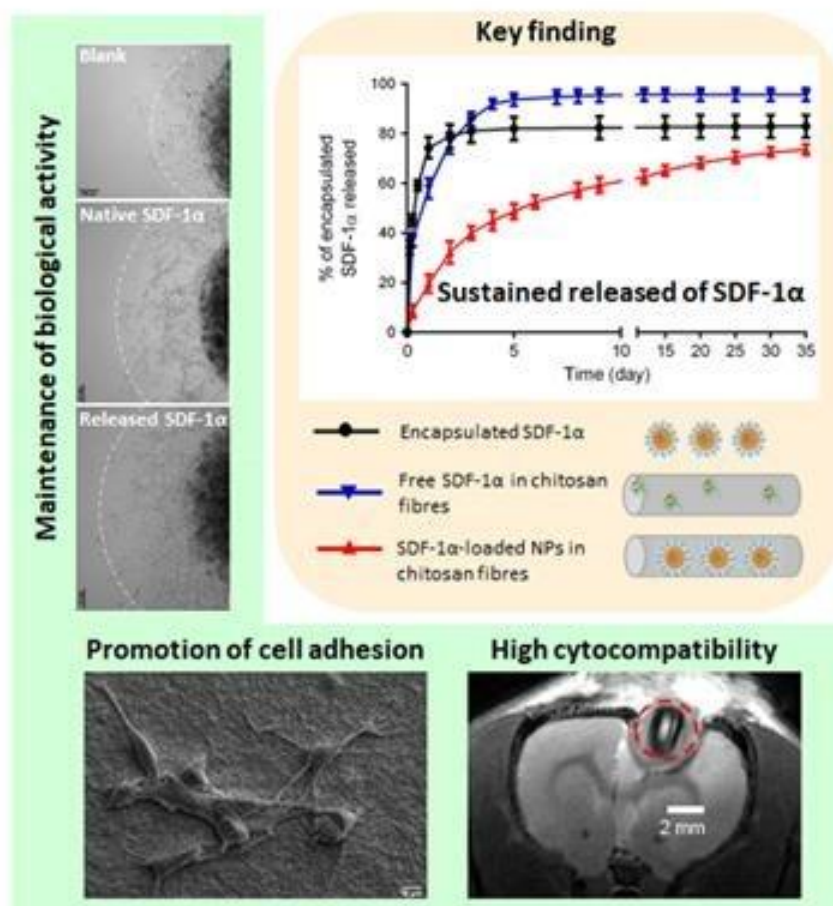 Maintenance of biological activity
Blank
Native SDF-1α
Released SDF-1α
Key finding
% of encapsulated
SDF-1α released
100
80
60
40
20
0
Sustained released of SDF-1α
0
5
10
15
20
25
30
35
Time (day)
Encapsulated SDF-1α
Free SDF-1α in chitosan
fibres
SDF-1α-loaded NPs in
chitosan fibres
Promotion of cell adhesion
High cytocompatibility
2 mm